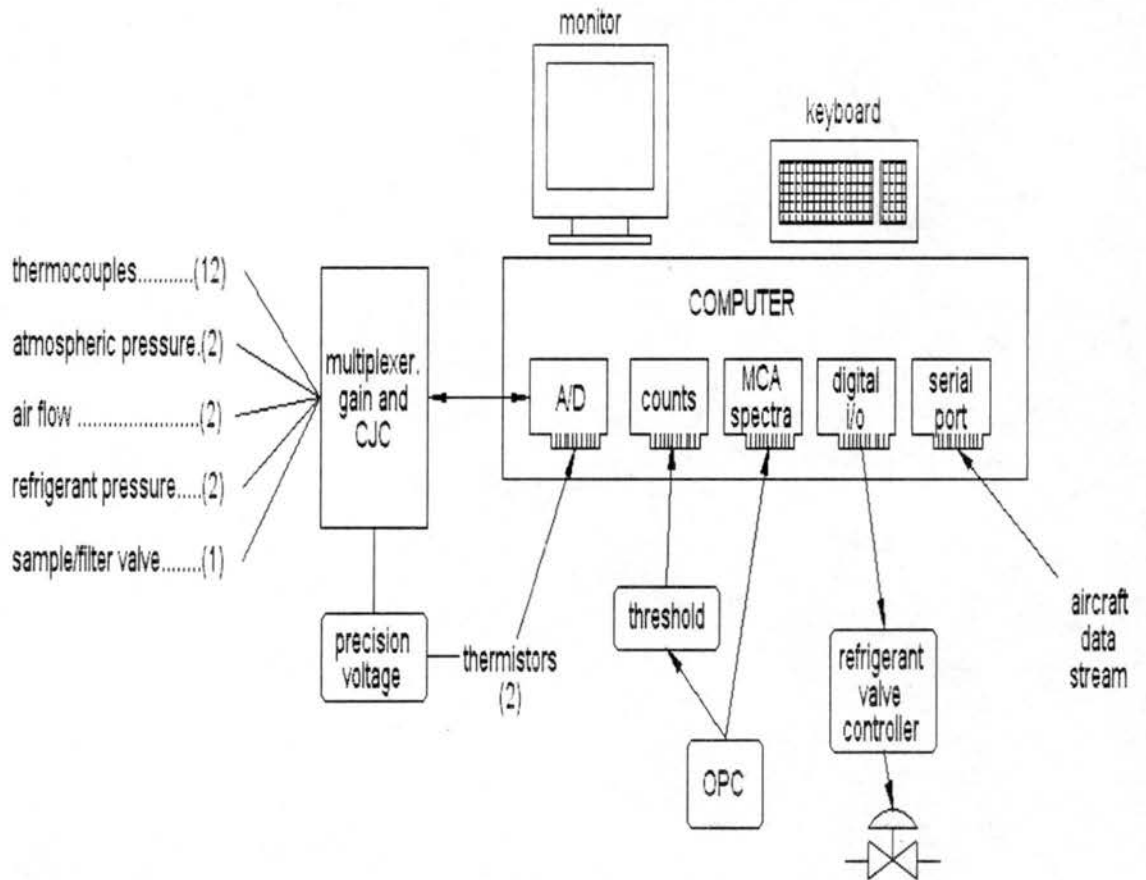 monitor
keyboard
thermocouples...........(12)
atmospheric pressure.(2)
air flow .......................(2)
refrigerant pressure.....(2)
sample/filter valve........(1)
multiplexer,
gain and
CJC
COMPUTER
A/D
counts
MCA
spectra
digital
i/o
serial
port
precision
voltage
thermistors
(2)
threshold
OPC
refrigerant
valve
controller
aircraft
data
stream